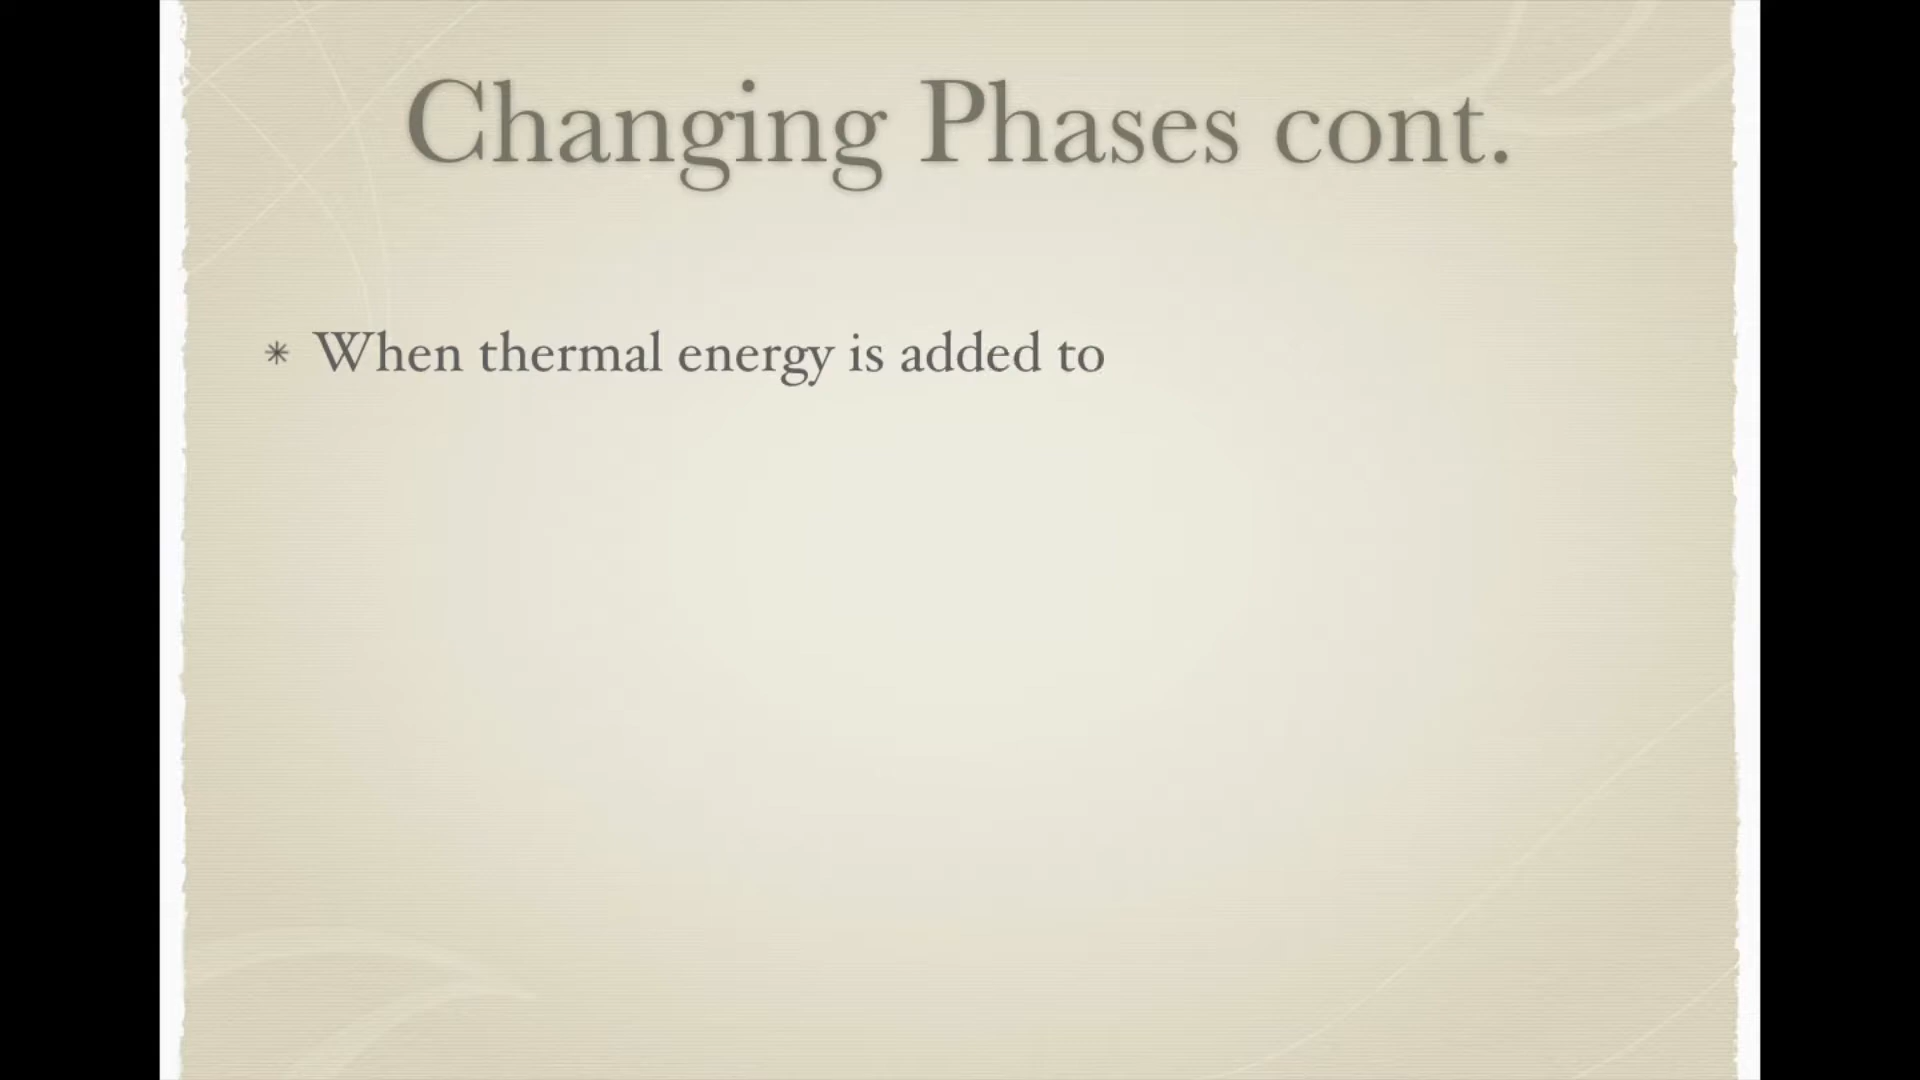 Changing Phases cont.
When thermal energy is added to